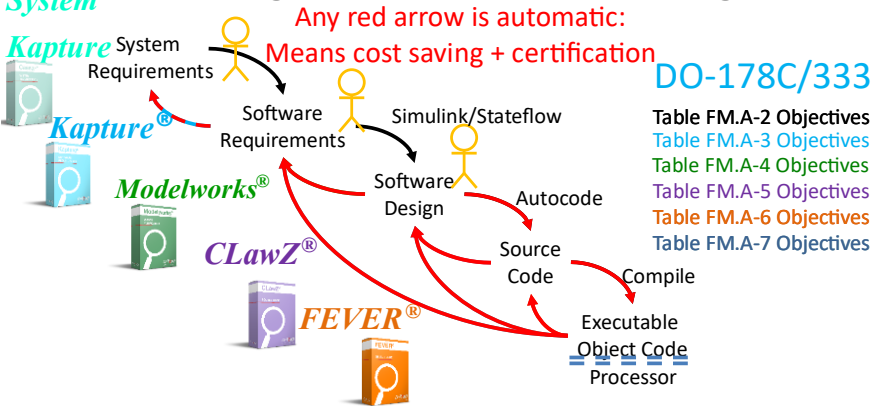 System
Any red arrow is automatic:
Kapture
System
Requirements
Means cost saving + certification
DO-178C/333
Kapture®
Software
Requirements
Simulink/Stateflow
Table FM.A-2 Objectives
Table FM.A-3 Objectives
Table FM.A-4 Objectives
Table FM.A-5 Objectives
Table FM.A-6 Objectives
Table FM.A-7 Objectives
Modelworks®
Software
Design
Autocode
CLawZ®
Source
Code
Compile
FEVER®
Executable
Object Code
Processor